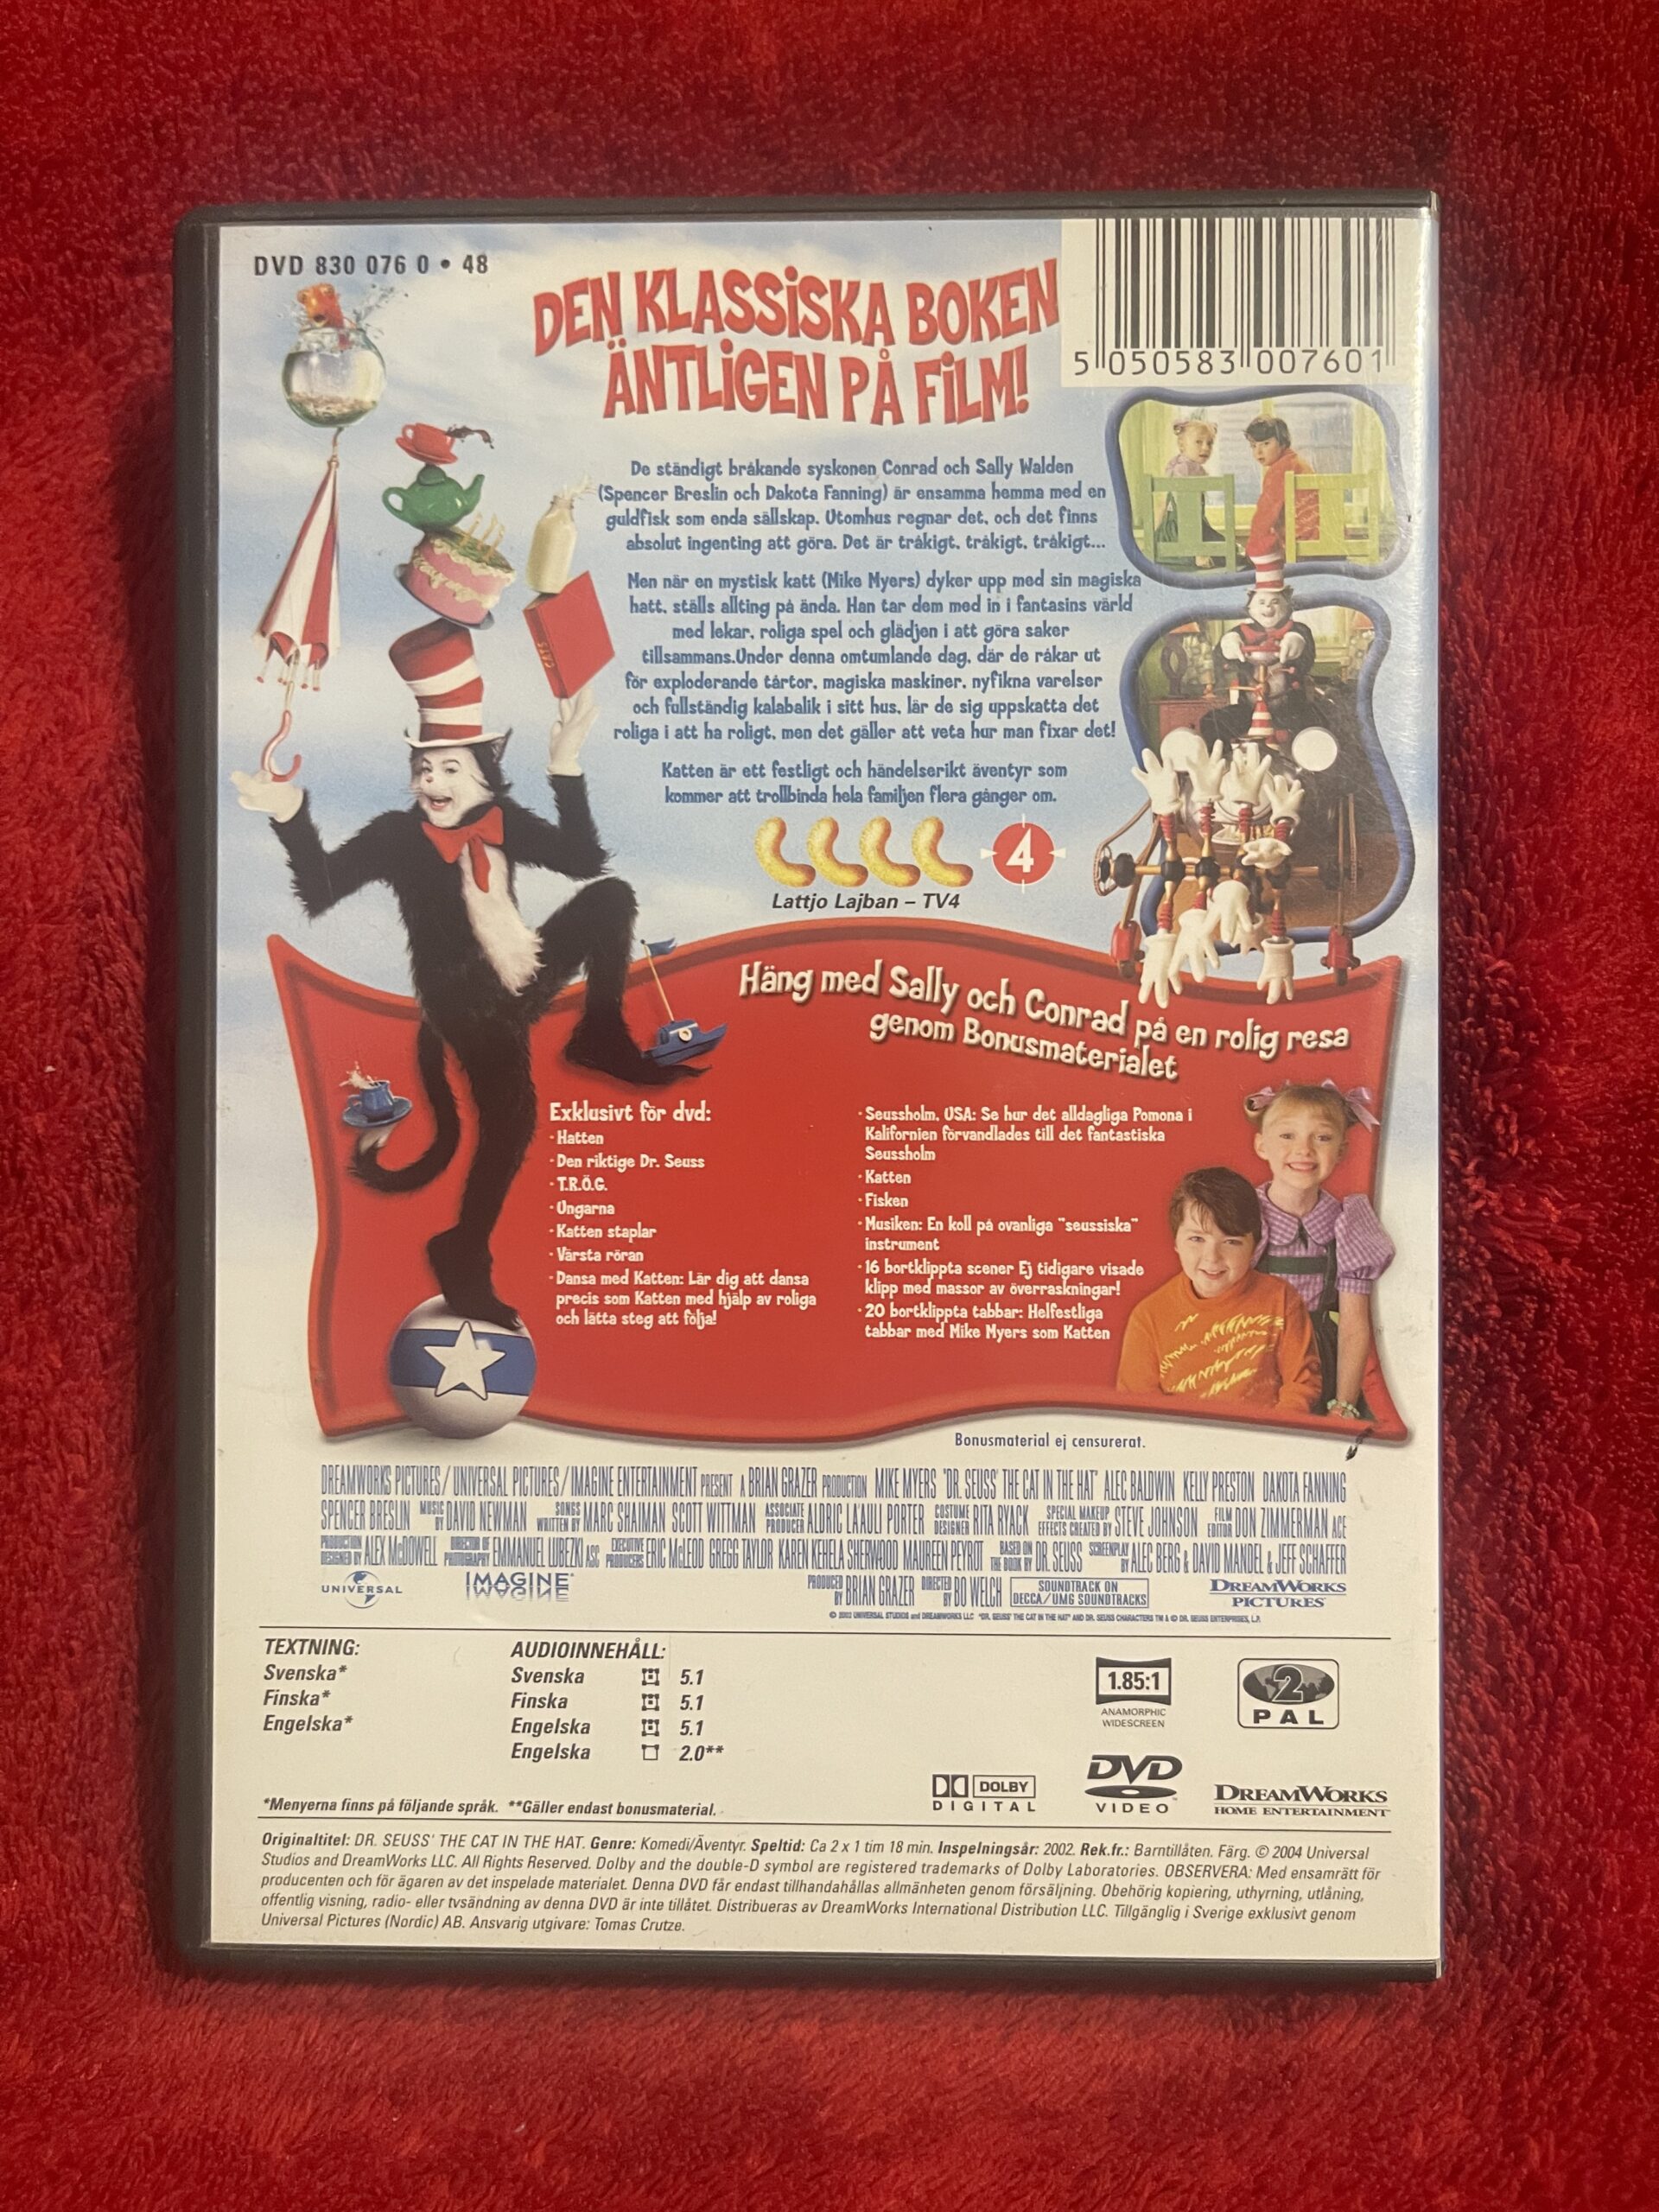 DVD 830 076 0 • 48
DEN KLASSISKA BOKEN
ÄNTLIGEN PÅ FILM!
5 050583 007601
De ständigt bråkande syskonen Conrad och Sally Walden
(Spencer Breslin och Dakota Fanning) är ensamma hemma med en
guldfisk som enda sällskap. Utomhus regnar det, och det finns
absolut ingenting att göra. Det är tråkigt, tråkigt, tråkigt...
Men när en mystisk katt (Mike Myers) dyker upp med sin magiska
hatt, ställs allting på ända. Han tar dem med in i fantasins värld
med lekar, roliga spel och glädjen i att göra saker
tillsammans.Under denna omtumlande dag, där de råkar ut
för exploderande tårtor, magiska maskiner, nyfikna varelser
och fullständig kalabalik i sitt hus, lär de sig uppskatta det
roliga i att ha roligt, men det gäller att veta hur man fixar det!
Katten är ett festligt och händelserikt äventyr som
kommer att trollbinda hela familjen flera gånger om.
CATS
4
Lattjo Lajban – TV4
Häng med Sally och Conrad på en rolig resa
genom Bonusmaterialet
Exklusivt för dvd:
· Hatten
· Den riktige Dr. Seuss
· T.R.Ö.G.
· Ungarna
· Katten staplar
· Värsta röran
· Dansa med Katten: Lär dig att dansa
precis som Katten med hjälp av roliga
och lätta steg att följa!
· Seussholm, USA: Se hur det alldagliga Pomona i
Kalifornien förvandlades till det fantastiska
Seussholm
· Katten
· Fisken
· Musiken: En koll på ovanliga "seussiska"
instrument
· 16 bortklippta scener Ej tidigare visade
klipp med massor av överraskningar!
· 20 bortklippta tabbar: Helfestliga
tabbar med Mike Myers som Katten
Bonusmaterial ej censurerat.
DREAMWORKS PICTURES / UNIVERSAL PICTURES / IMAGINE ENTERTAINMENT PRESENT A BRIAN GRAZER PRODUCTION MIKE MYERS "DR. SEUSS' THE CAT IN THE HAT" ALEC BALDWIN KELLY PRESTON DAKOTA FANNING
SPENCER BRESLIN MUSIC BY DAVID NEWMAN SONGS WRITTEN BY MARC SHAIMAN SCOTT WITTMAN ASSOCIATE PRODUCER ALDRIC LA'AULI PORTER COSTUME DESIGNER RITA RYACK SPECIAL MAKEUP EFFECTS CREATED BY STEVE JOHNSON FILM EDITOR DON ZIMMERMAN ACE
PRODUCTION DESIGNED BY ALEX McDOWELL DIRECTOR OF PHOTOGRAPHY EMMANUEL LUBEZKI ASC EXECUTIVE PRODUCERS ERIC McLEOD GREGG TAYLOR KAREN KEHELA SHERWOOD MAUREEN PEYROT BASED ON THE BOOK BY DR. SEUSS SCREENPLAY BY ALEC BERG & DAVID MANDEL & JEFF SCHAFFER
UNIVERSAL IMAGINE PRODUCED BY BRIAN GRAZER DIRECTED BY BO WELCH SOUNDTRACK ON DECCA/UMG SOUNDTRACKS DREAMWORKS PICTURES
© 2003 UNIVERSAL STUDIOS and DREAMWORKS LLC "DR. SEUSS' THE CAT IN THE HAT" AND DR. SEUSS CHARACTERS TM & © DR. SEUSS ENTERPRISES, L.P.
TEXTNING:
Svenska*
Finska*
Engelska*
AUDIOINNEHÅLL:
Svenska 5.1
Finska 5.1
Engelska 5.1
Engelska 2.0**
1.85:1
ANAMORPHIC
WIDESCREEN
2
PAL
DOLBY
DIGITAL
DVD
VIDEO
DREAMWORKS
HOME ENTERTAINMENT
*Menyerna finns på följande språk. **Gäller endast bonusmaterial.
Originaltitel: DR. SEUSS' THE CAT IN THE HAT. Genre: Komedi/Äventyr. Speltid: Ca 2 x 1 tim 18 min. Inspelningsår: 2002. Rek.fr.: Barntillåten. Färg. © 2004 Universal
Studios and DreamWorks LLC. All Rights Reserved. Dolby and the double-D symbol are registered trademarks of Dolby Laboratories. OBSERVERA: Med ensamrätt för
producenten och för ägaren av det inspelade materialet. Denna DVD får endast tillhandahållas allmänheten genom försäljning. Obehörig kopiering, uthyrning, utlåning,
offentlig visning, radio- eller tvsändning av denna DVD är inte tillåtet. Distribueras av DreamWorks International Distribution LLC. Tillgänglig i Sverige exklusivt genom
Universal Pictures (Nordic) AB. Ansvarig utgivare: Tomas Crutze.